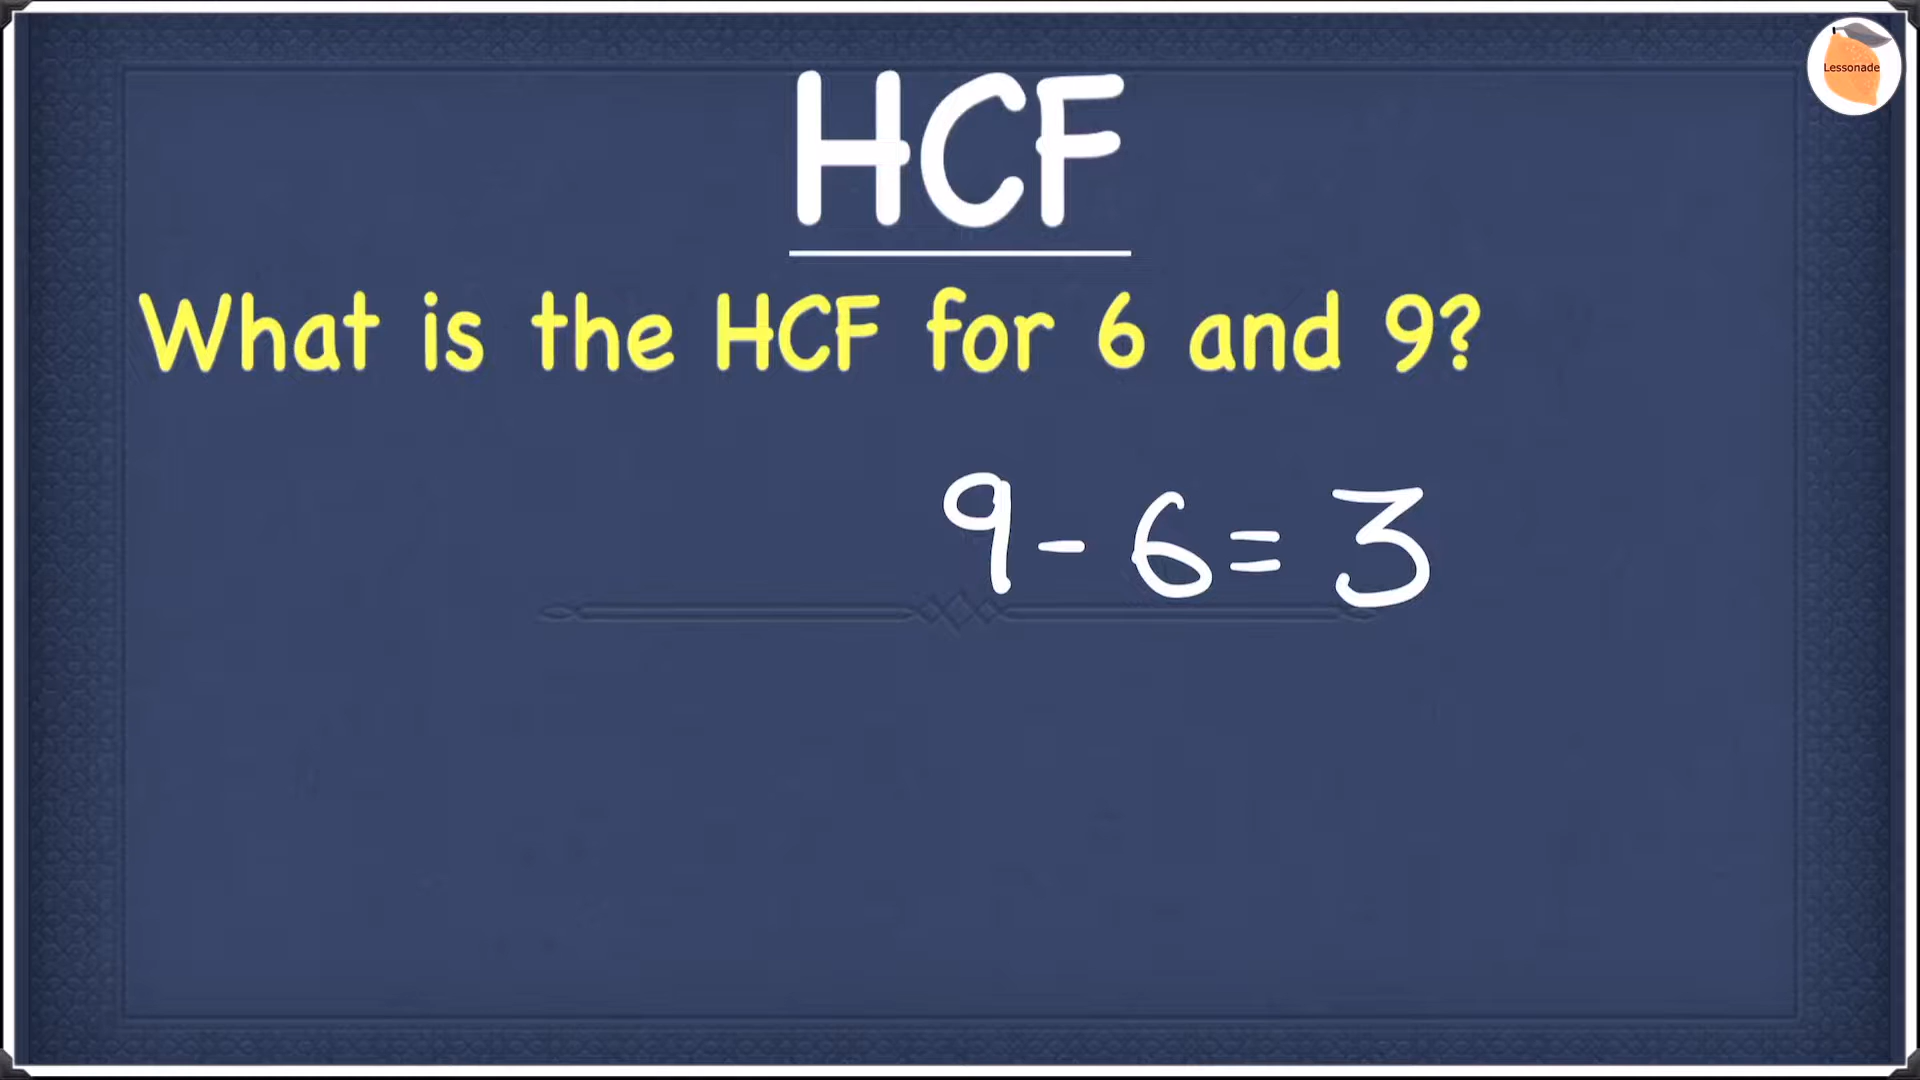 Lessonade
HCF
What is the HCF for 6 and 9?
9 - 6 = 3